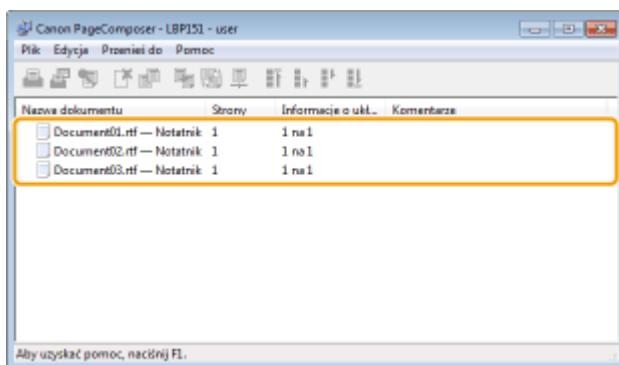 Canon PageComposer - LBP151 - user
Plik Edycja Przenieś do Pomoc
Nazwa dokumentu Strony Informacje o ukł... Komentarze
Document01.rtf — Notatnik 1 1 na 1
Document02.rtf — Notatnik 1 1 na 1
Document03.rtf — Notatnik 1 1 na 1
Aby uzyskać pomoc, naciśnij F1.